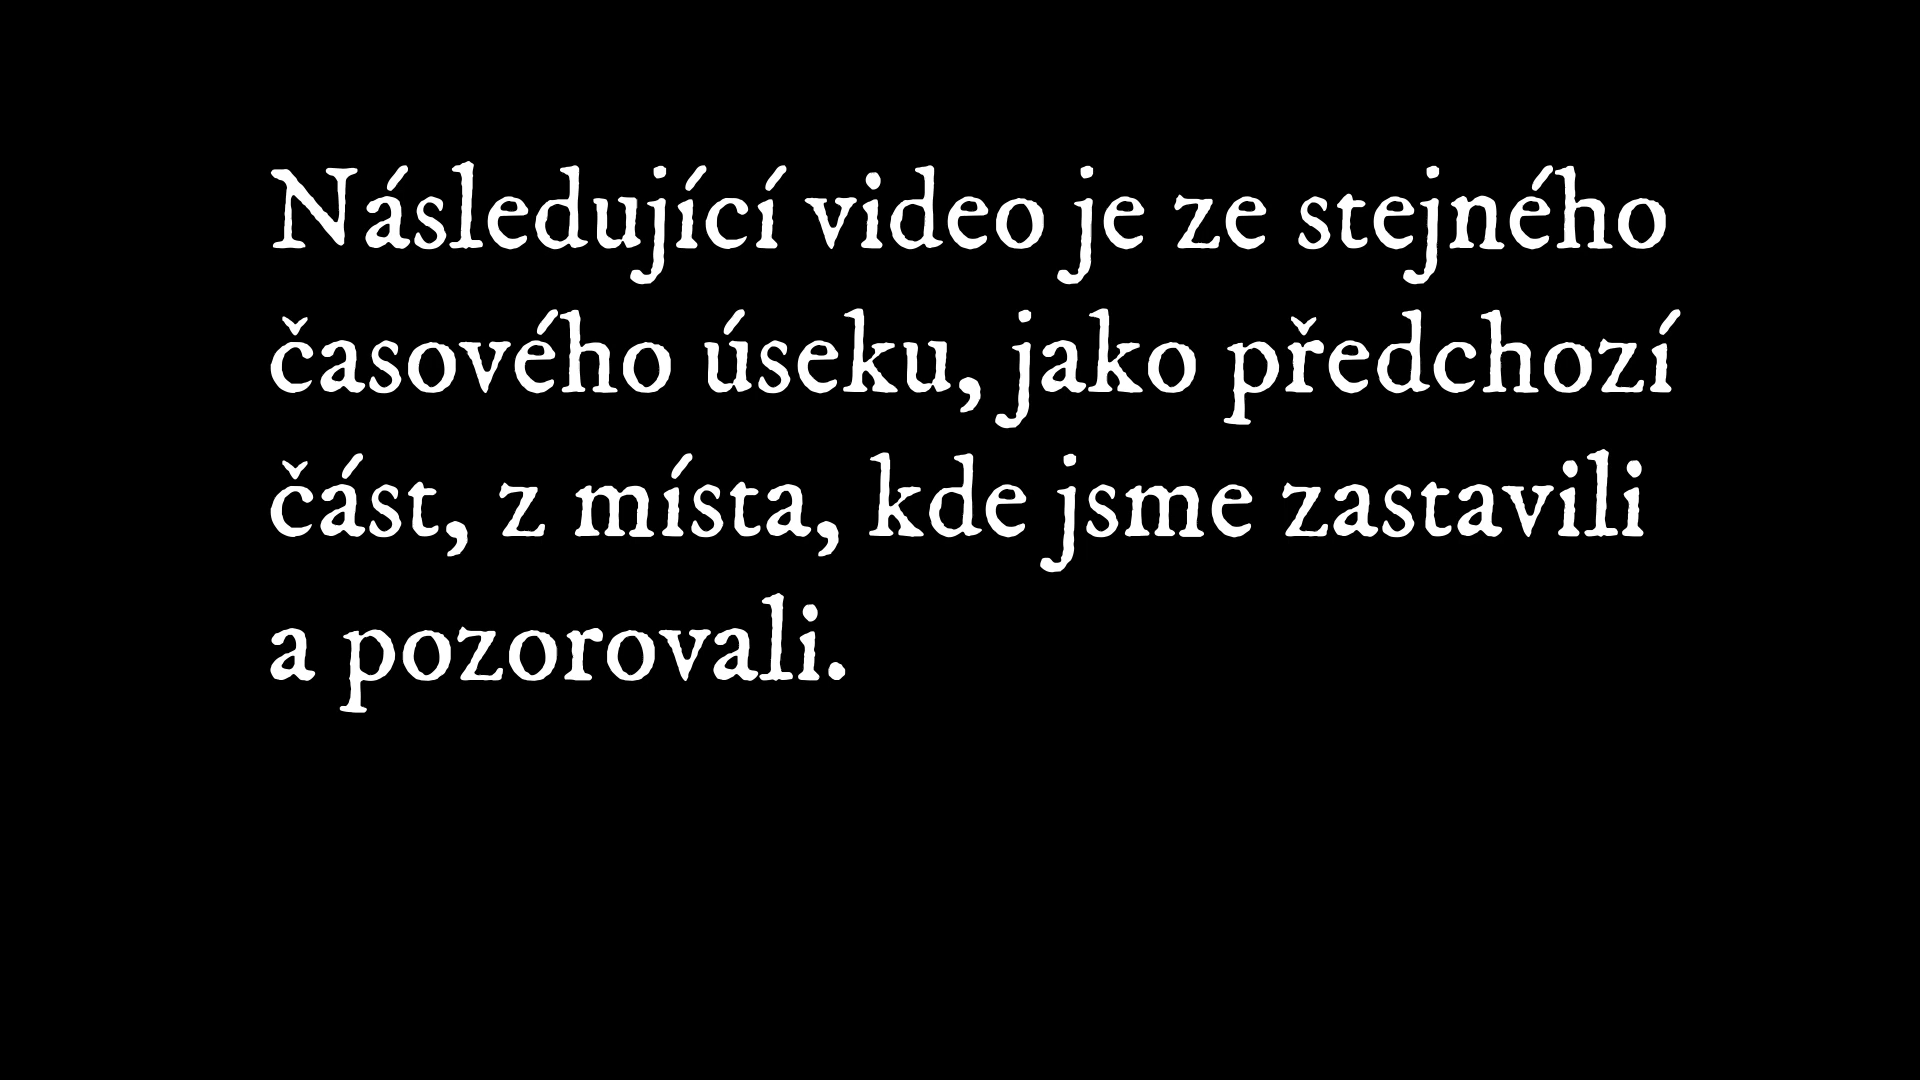 Následující video je ze stejného
časového úseku, jako předchozí
část, z místa, kde jsme zastavili
a pozorovali.